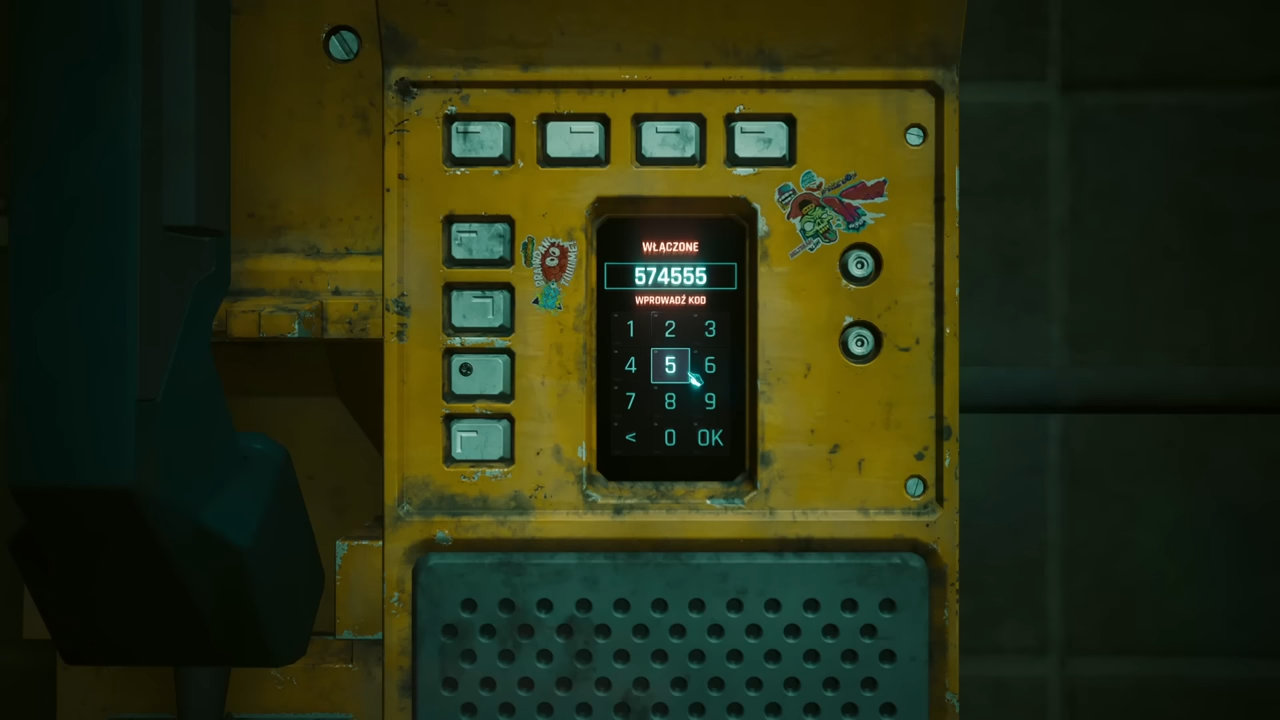 WŁĄCZONE
574555
WPROWADŹ KOD
1 2 3
4 5 6
7 8 9
< 0 OK